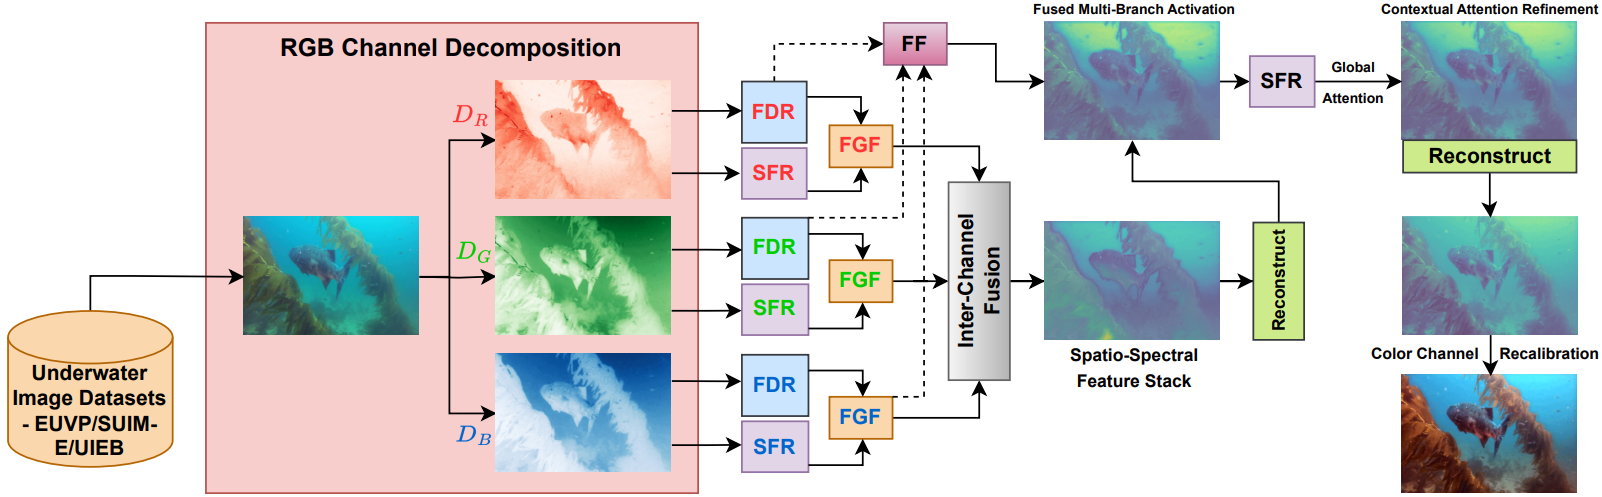 RGB Channel Decomposition
Underwater
Image Datasets
- EUVP/SUIM-
E/UIEB
D_R
D_G
D_B
FDR
SFR
FGF
FDR
SFR
FGF
FDR
SFR
FGF
FF
Inter-Channel
Fusion
Fused Multi-Branch Activation
Spatio-Spectral
Feature Stack
Reconstruct
SFR
Global
Attention
Contextual Attention Refinement
Reconstruct
Color Channel Recalibration